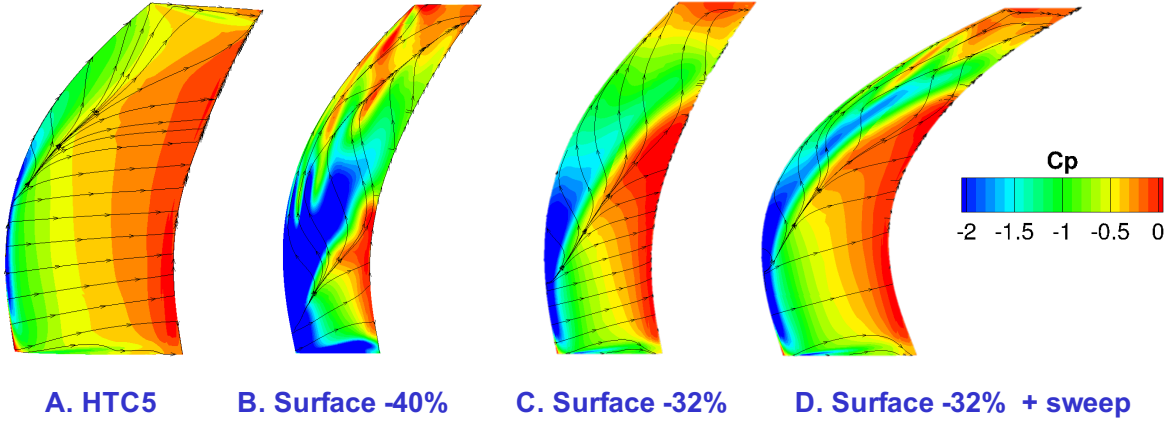 Cp
-2 -1.5 -1 -0.5 0
A. HTC5 B. Surface -40% C. Surface -32% D. Surface -32% + sweep